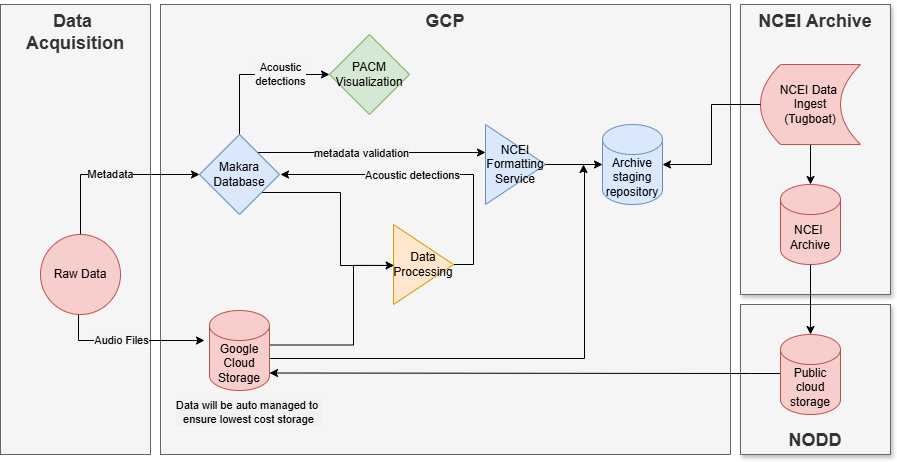 Data
Acquisition
GCP
NCEI Archive
Acoustic
detections
PACM
Visualization
NCEI Data
Ingest
(Tugboat)
metadata validation
NCEI
Formatting
Service
Archive
staging
repository
Makara
Database
Metadata
Acoustic detections
NCEI
Archive
Raw Data
Data
Processing
Audio Files
Google
Cloud
Storage
Public
cloud
storage
Data will be auto managed to
ensure lowest cost storage
NODD